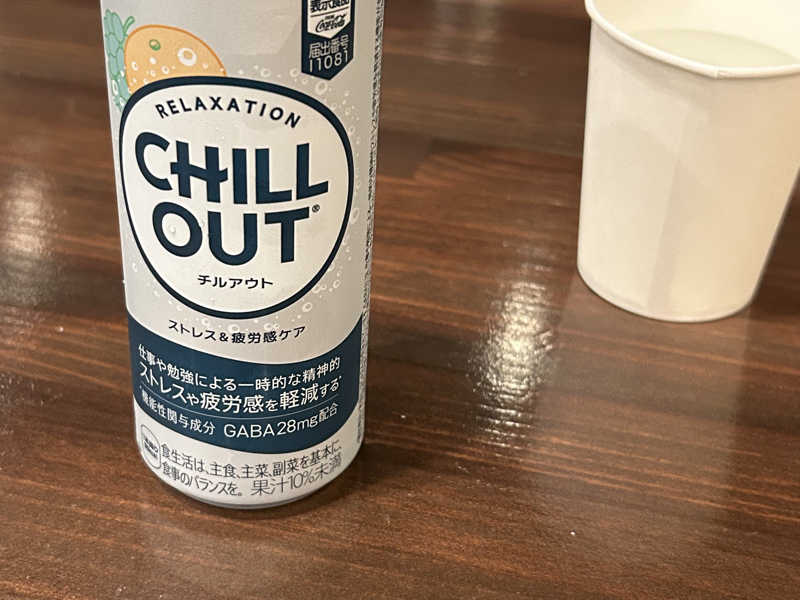 表示食品
Coca-Cola
届出番号
I1081
RELAXATION
CHILL
OUT®
チルアウト
ストレス&疲労感ケア
仕事や勉強による一時的な精神的
ストレスや疲労感を軽減する*
*機能性関与成分 GABA28mg配合
食生活は、主食、主菜、副菜を基本に、
食事のバランスを。 果汁10%未満